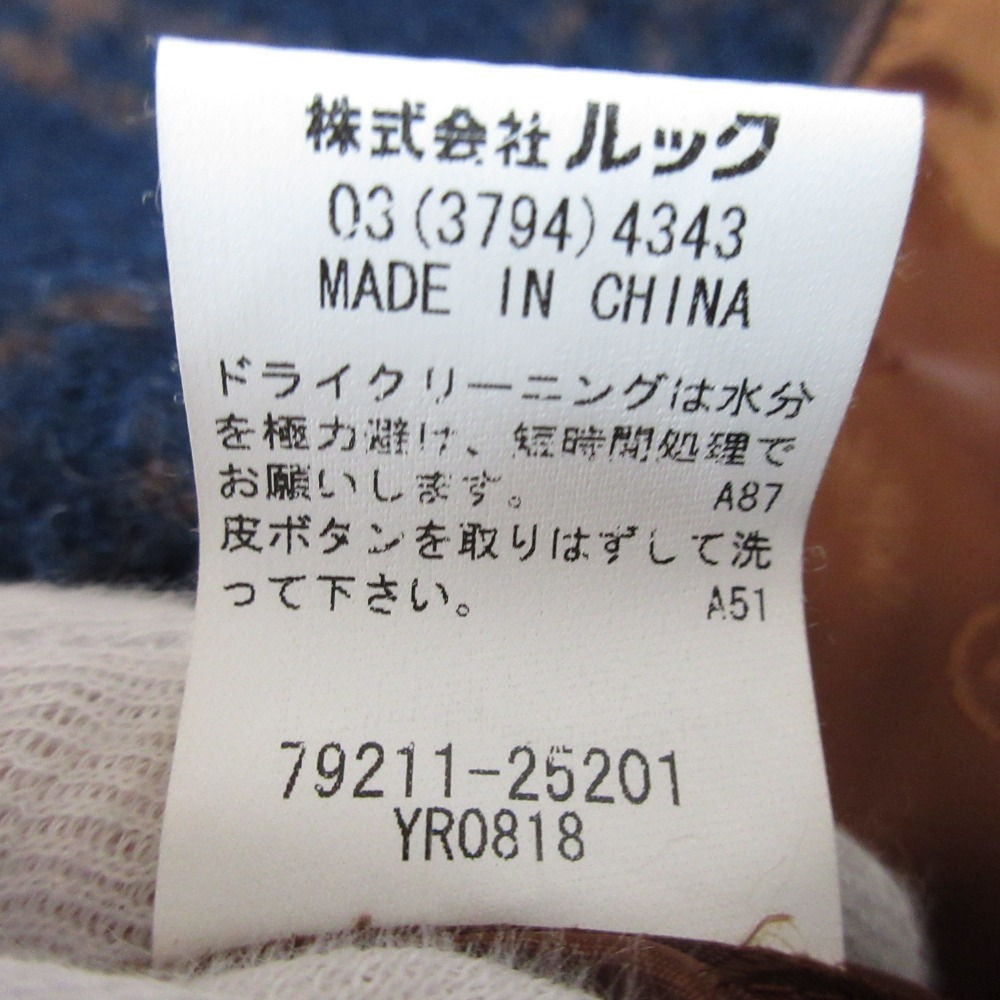 株式会社ルック
03(3794)4343
MADE IN CHINA
ドライクリーニングは水分
を極力避け、短時間処理で
お願いします。 A87
皮ボタンを取りはずして洗
って下さい。 A51
79211-25201
YR0818